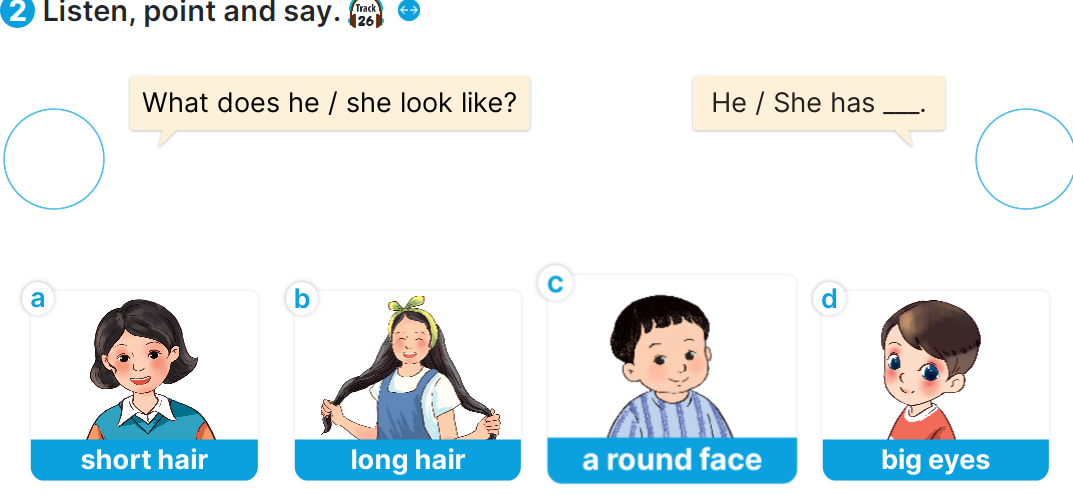 2 Listen, point and say. Track 26
What does he / she look like?
He / She has ___.
a
short hair
b
long hair
c
a round face
d
big eyes